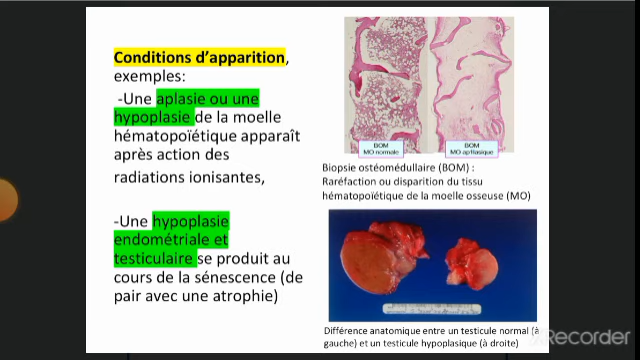 Conditions d'apparition,
exemples:
-Une aplasie ou une
hypoplasie de la moelle
hématopoïétique apparaît
après action des
radiations ionisantes,
-Une hypoplasie
endométriale et
testiculaire se produit au
cours de la sénescence (de
pair avec une atrophie)
BOM
MO normale
BOM
MO aplasique
Biopsie ostéomédullaire (BOM) :
Raréfaction ou disparition du tissu
hématopoïétique de la moelle osseuse (MO)
Différence anatomique entre un testicule normal (à
gauche) et un testicule hypoplasique (à droite)
Recorder